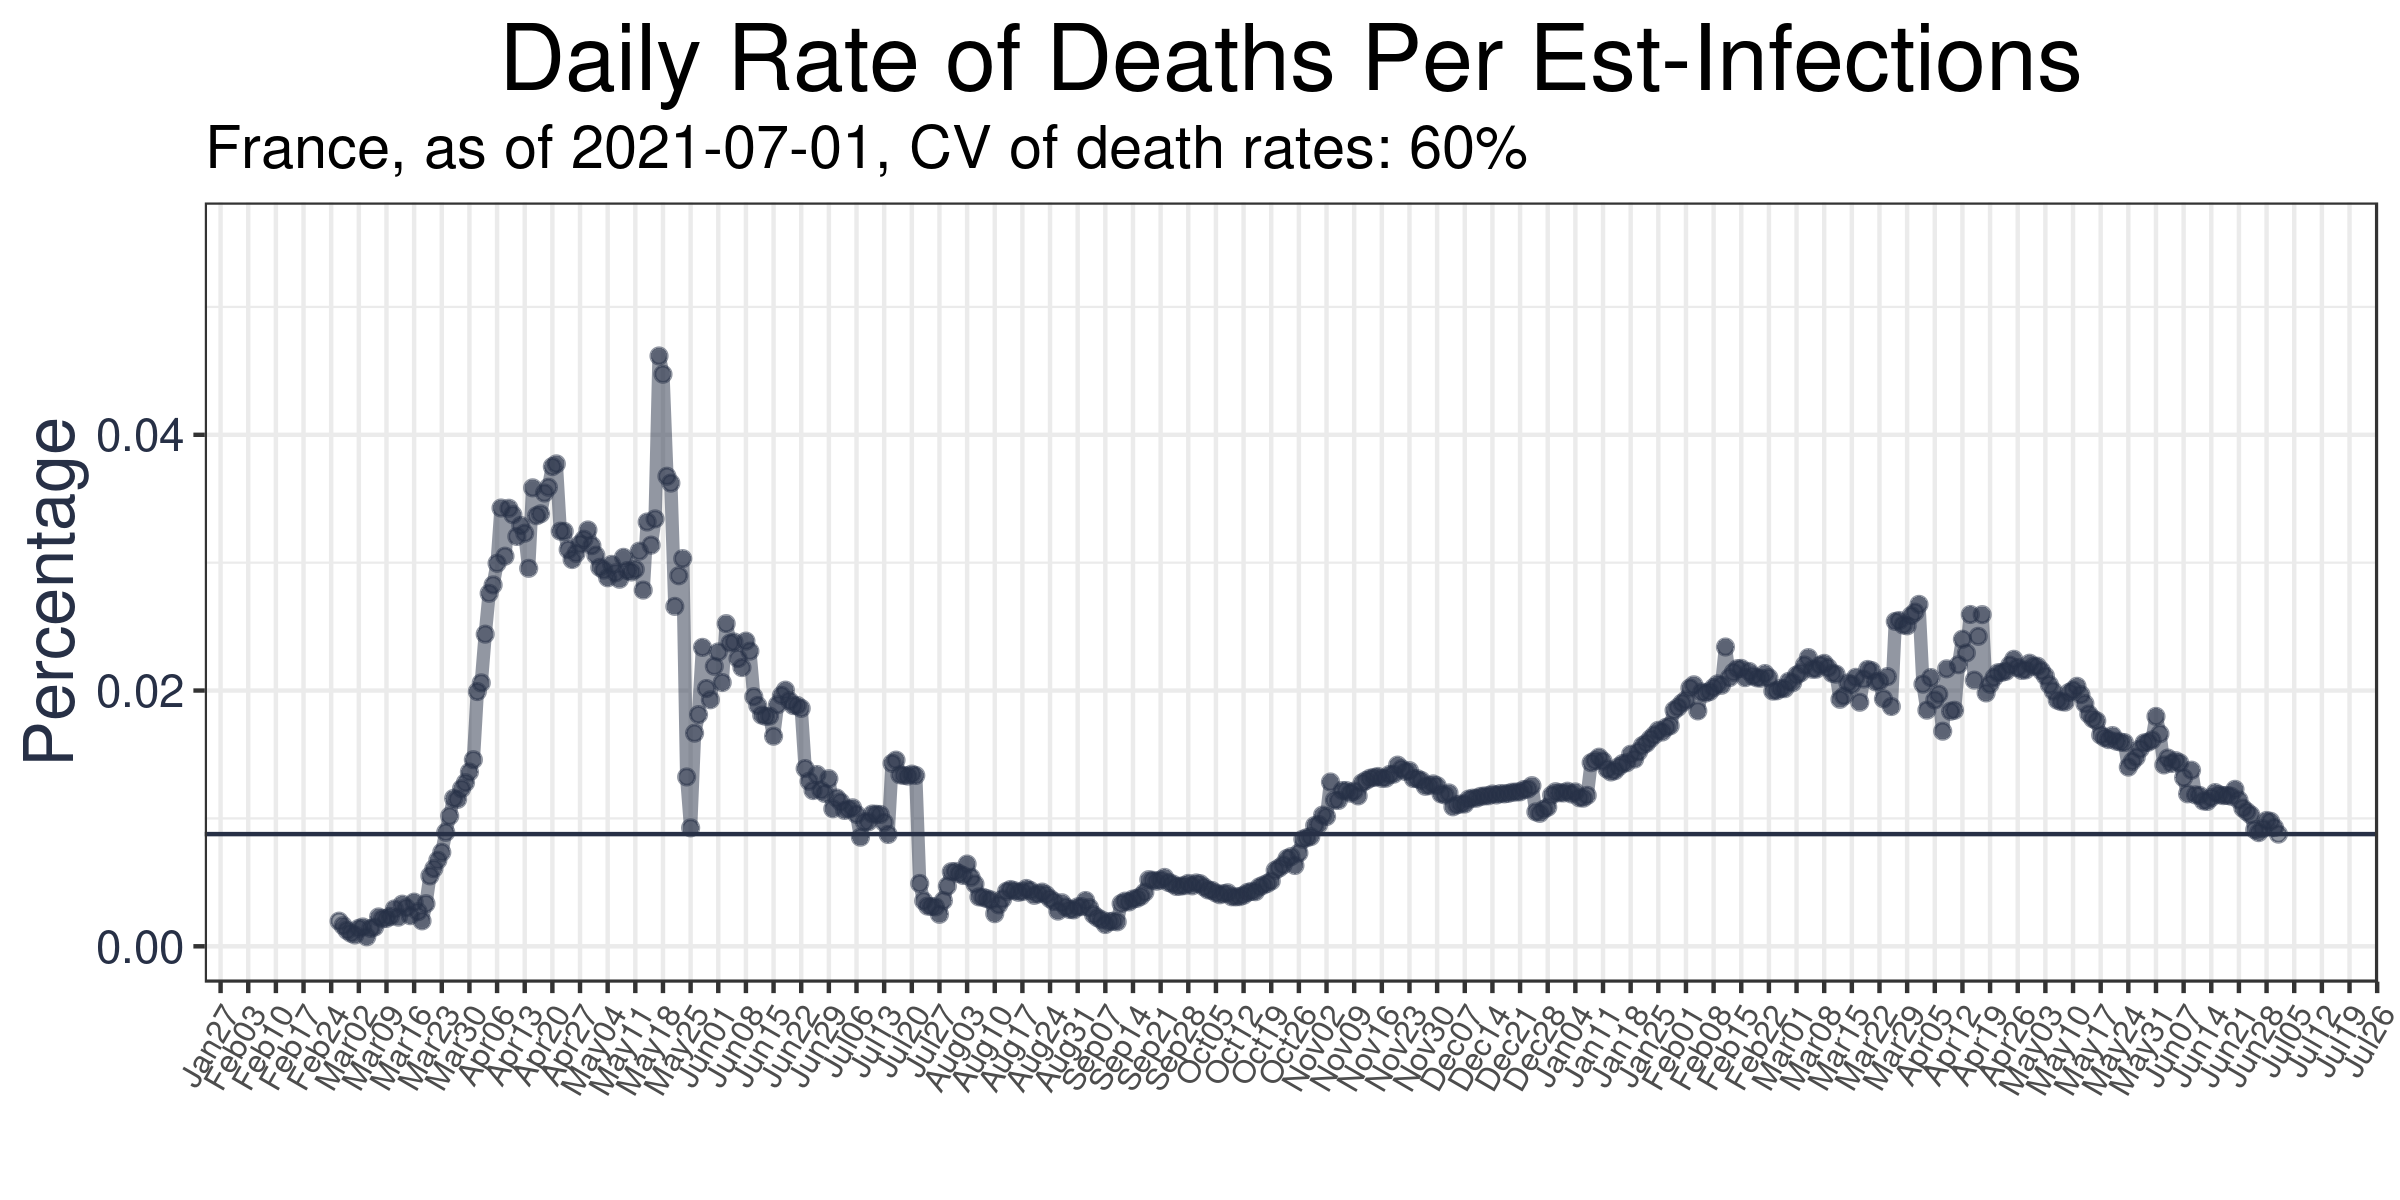 Daily Rate of Deaths Per Est-Infections
France, as of 2021-07-01, CV of death rates: 60%
Percentage
0.04
0.02
0.00
Jan27
Feb03
Feb10
Feb17
Feb24
Mar02
Mar09
Mar16
Mar23
Mar30
Apr06
Apr13
Apr20
Apr27
May04
May11
May18
May25
Jun01
Jun08
Jun15
Jun22
Jun29
Jul06
Jul13
Jul20
Jul27
Aug03
Aug10
Aug17
Aug24
Aug31
Sep07
Sep14
Sep21
Sep28
Oct05
Oct12
Oct19
Oct26
Nov02
Nov09
Nov16
Nov23
Nov30
Dec07
Dec14
Dec21
Dec28
Jan04
Jan11
Jan18
Jan25
Feb01
Feb08
Feb15
Feb22
Mar01
Mar08
Mar15
Mar22
Mar29
Apr05
Apr12
Apr19
Apr26
May03
May10
May17
May24
May31
Jun07
Jun14
Jun21
Jun28
Jul05
Jul12
Jul19
Jul26